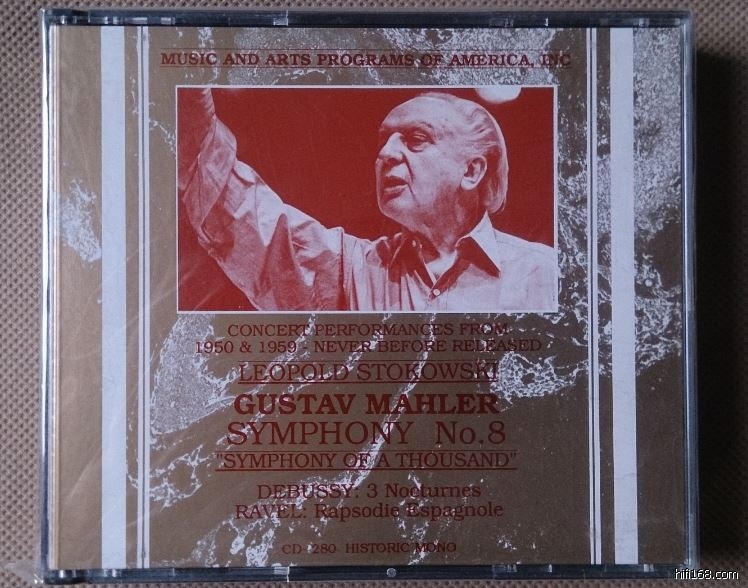 MUSIC AND ARTS PROGRAMS OF AMERICA, INC
CONCERT PERFORMANCES FROM
1950 & 1959 - NEVER BEFORE RELEASED
LEOPOLD STOKOWSKI
GUSTAV MAHLER
SYMPHONY No.8
"SYMPHONY OF A THOUSAND"
DEBUSSY: 3 Nocturnes
RAVEL: Rapsodie Espagnole
CD-280 HISTORIC MONO
hifi168.com